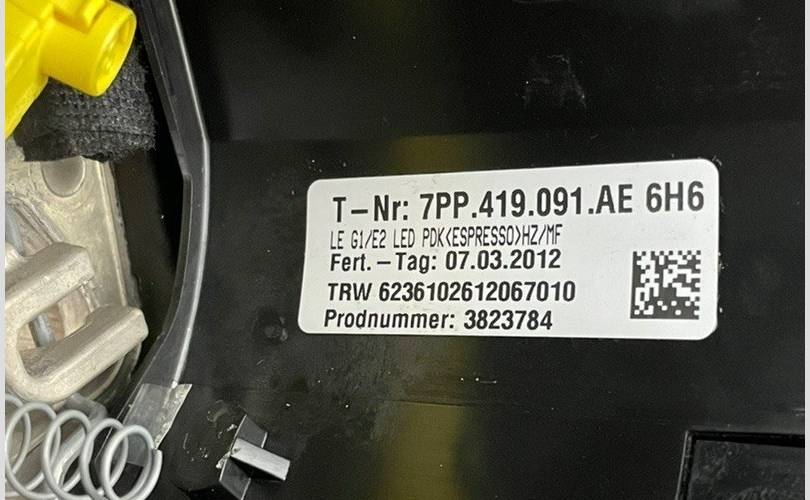 T-Nr: 7PP.419.091.AE 6H6
LE G1/E2 LED PDK<ESPRESSO>HZ/MF
Fert.-Tag: 07.03.2012
TRW 6236102612067010
Prodnummer: 3823784